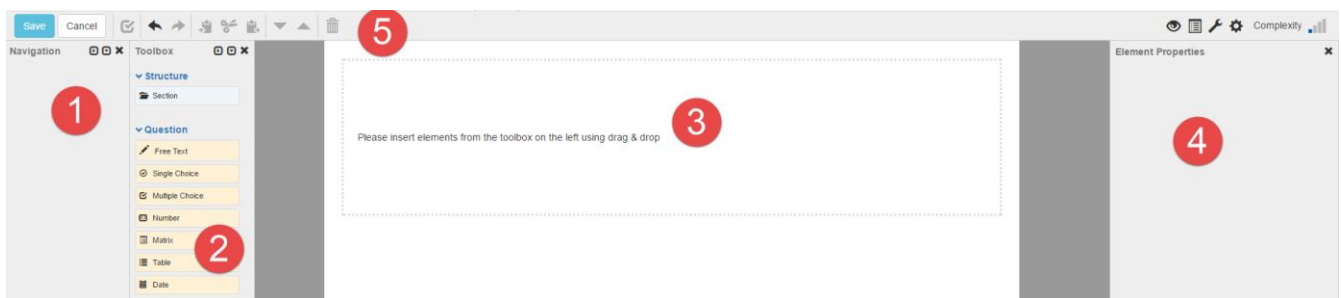 Save Cancel 5 Complexity
Navigation Toolbox Element Properties
Structure
Section
1
3
Question
Please insert elements from the toolbox on the left using drag & drop
4
Free Text
Single Choice
Multiple Choice
Number
Matrix
2
Table
Date